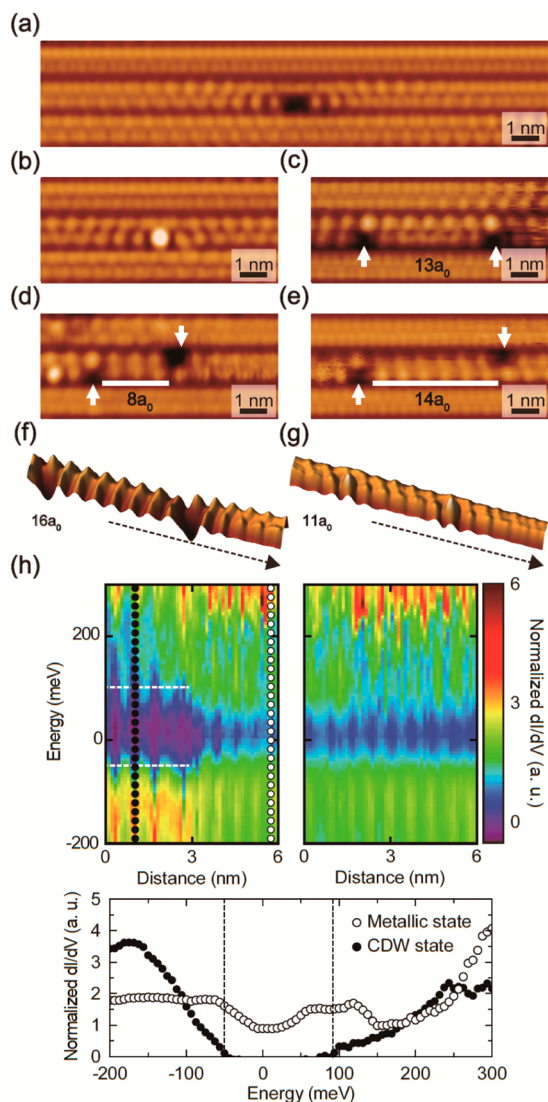 (a)
1 nm
(b)
(c)
1 nm
13a₀
1 nm
(d)
(e)
8a₀
1 nm
14a₀
1 nm
(f)
(g)
16a₀
11a₀
(h)
Energy (meV)
200
0
-200
0
3
6
Distance (nm)
0
3
6
Distance (nm)
6
3
0
Normalized dI/dV (a. u.)
Normalized dI/dV (a. u.)
5
4
3
2
1
0
Metallic state
CDW state
-200
-100
0
100
200
300
Energy (meV)